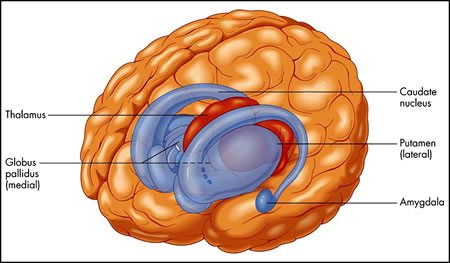 Thalamus
Globus
pallidus
(medial)
Caudate
nucleus
Putamen
(lateral)
Amygdala